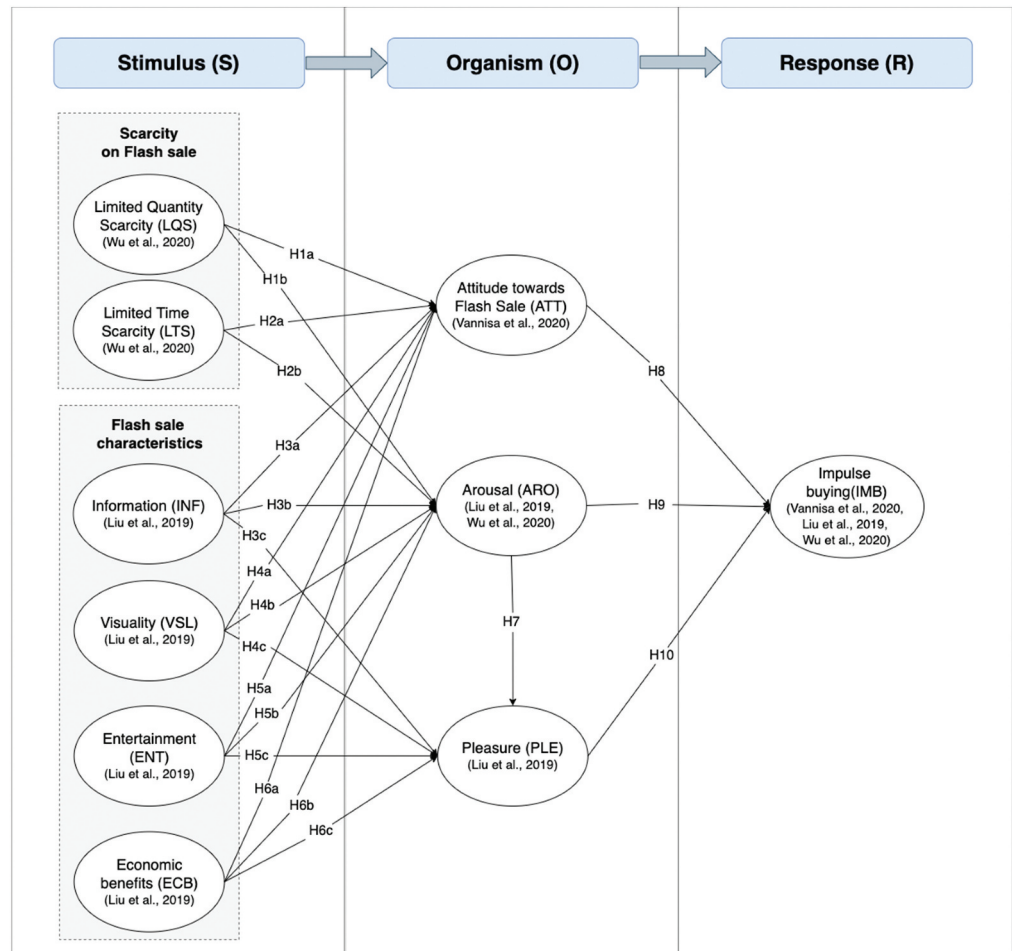 Stimulus (S)
Organism (O)
Response (R)
Scarcity
on Flash sale
Limited Quantity
Scarcity (LQS)
(Wu et al., 2020)
Limited Time
Scarcity (LTS)
(Wu et al., 2020)
Flash sale
characteristics
Information (INF)
(Liu et al., 2019)
Visuality (VSL)
(Liu et al., 2019)
Entertainment
(ENT)
(Liu et al., 2019)
Economic
benefits (ECB)
(Liu et al., 2019)
H1a
H1b
H2a
H2b
H3a
H3b
H3c
H4a
H4b
H4c
H5a
H5b
H5c
H6a
H6b
H6c
Attitude towards
Flash Sale (ATT)
(Vannisa et al., 2020)
Arousal (ARO)
(Liu et al., 2019,
Wu et al., 2020)
H7
Pleasure (PLE)
(Liu et al., 2019)
H8
H9
H10
Impulse
buying(IMB)
(Vannisa et al., 2020,
Liu et al., 2019,
Wu et al., 2020)